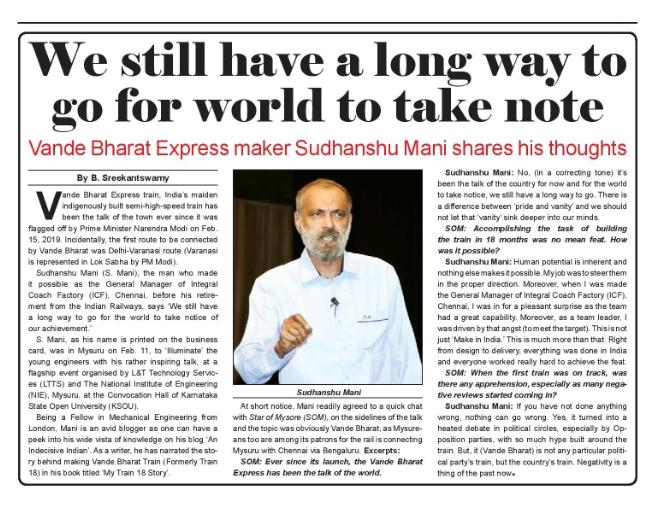 We still have a long way to
go for world to take note
Vande Bharat Express maker Sudhanshu Mani shares his thoughts
By B. Sreekantswamy
Vande Bharat Express train, India's maiden
indigenously built semi-high-speed train has
been the talk of the town ever since it was
flagged off by Prime Minister Narendra Modi on Feb.
15, 2019. Incidentally, the first route to be connected
by Vande Bharat was Delhi-Varanasi route (Varanasi
is represented in Lok Sabha by PM Modi).
Sudhanshu Mani (S. Mani), the man who made
it possible as the General Manager of Integral
Coach Factory (ICF), Chennai, before his retire-
ment from the Indian Railways, says 'We still have
a long way to go for the world to take notice of
our achievement.'
S. Mani, as his name is printed on the business
card, was in Mysuru on Feb. 11, to 'Illuminate' the
young engineers with his rather inspiring talk, at a
flagship event organised by L&T Technology Servic-
es (LTTS) and The National Institute of Engineering
(NIE), Mysuru, at the Convocation Hall of Karnataka
State Open University (KSOU).
Being a Fellow in Mechanical Engineering from
London, Mani is an avid blogger as one can have a
peek into his wide vista of knowledge on his blog 'An
Indecisive Indian'. As a writer, he has narrated the sto-
ry behind making Vande Bharat Train (Formerly Train
18) in his book titled 'My Train 18 Story'.
Sudhanshu Mani
At short notice, Mani readily agreed to a quick chat
with Star of Mysore (SOM), on the sidelines of the talk
and the topic was obviously Vande Bharat, as Mysure-
ans too are among its patrons for the rail is connecting
Mysuru with Chennai via Bengaluru. Excerpts:
SOM: Ever since its launch, the Vande Bharat
Express has been the talk of the world.
Sudhanshu Mani: No, (in a correcting tone) it's
been the talk of the country for now and for the world
to take notice, we still have a long way to go. There is
a difference between 'pride and vanity' and we should
not let that 'vanity' sink deeper into our minds.
SOM: Accomplishing the task of building
the train in 18 months was no mean feat. How
was it possible?
Sudhanshu Mani: Human potential is inherent and
nothing else makes it possible. My job was to steer them
in the proper direction. Moreover, when I was made
the General Manager of Integral Coach Factory (ICF),
Chennai, I was in for a pleasant surprise as the team
had a great capability. Moreover, as a team leader, I
was driven by that angst (to meet the target). This is not
just 'Make in India.' This is much more than that. Right
from design to delivery, everything was done in India
and everyone worked really hard to achieve the feat.
SOM: When the first train was on track, was
there any apprehension, especially as many nega-
tive reviews started coming in?
Sudhanshu Mani: If you have not done anything
wrong, nothing can go wrong. Yes, it turned into a
heated debate in political circles, especially by Op-
position parties, with so much hype built around the
train. But, it (Vande Bharat) is not any particular politi-
cal party's train, but the country's train. Negativity is a
thing of the past now•